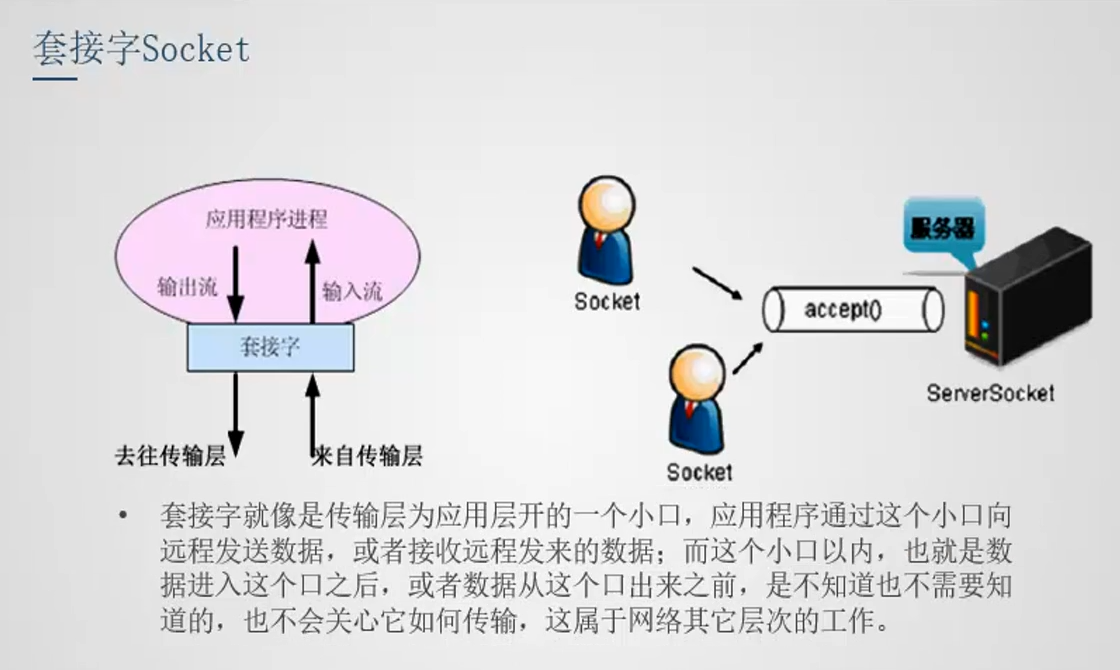 套接字Socket
应用程序进程
输出流
输入流
套接字
去往传输层
来自传输层
Socket
Socket
accept()
服务器
ServerSocket
• 套接字就像是传输层为应用层开的一个小口，应用程序通过这个小口向
远程发送数据，或者接收远程发来的数据；而这个小口以内，也就是数
据进入这个口之后，或者数据从这个口出来之前，是不知道也不需要知
道的，也不会关心它如何传输，这属于网络其它层次的工作。